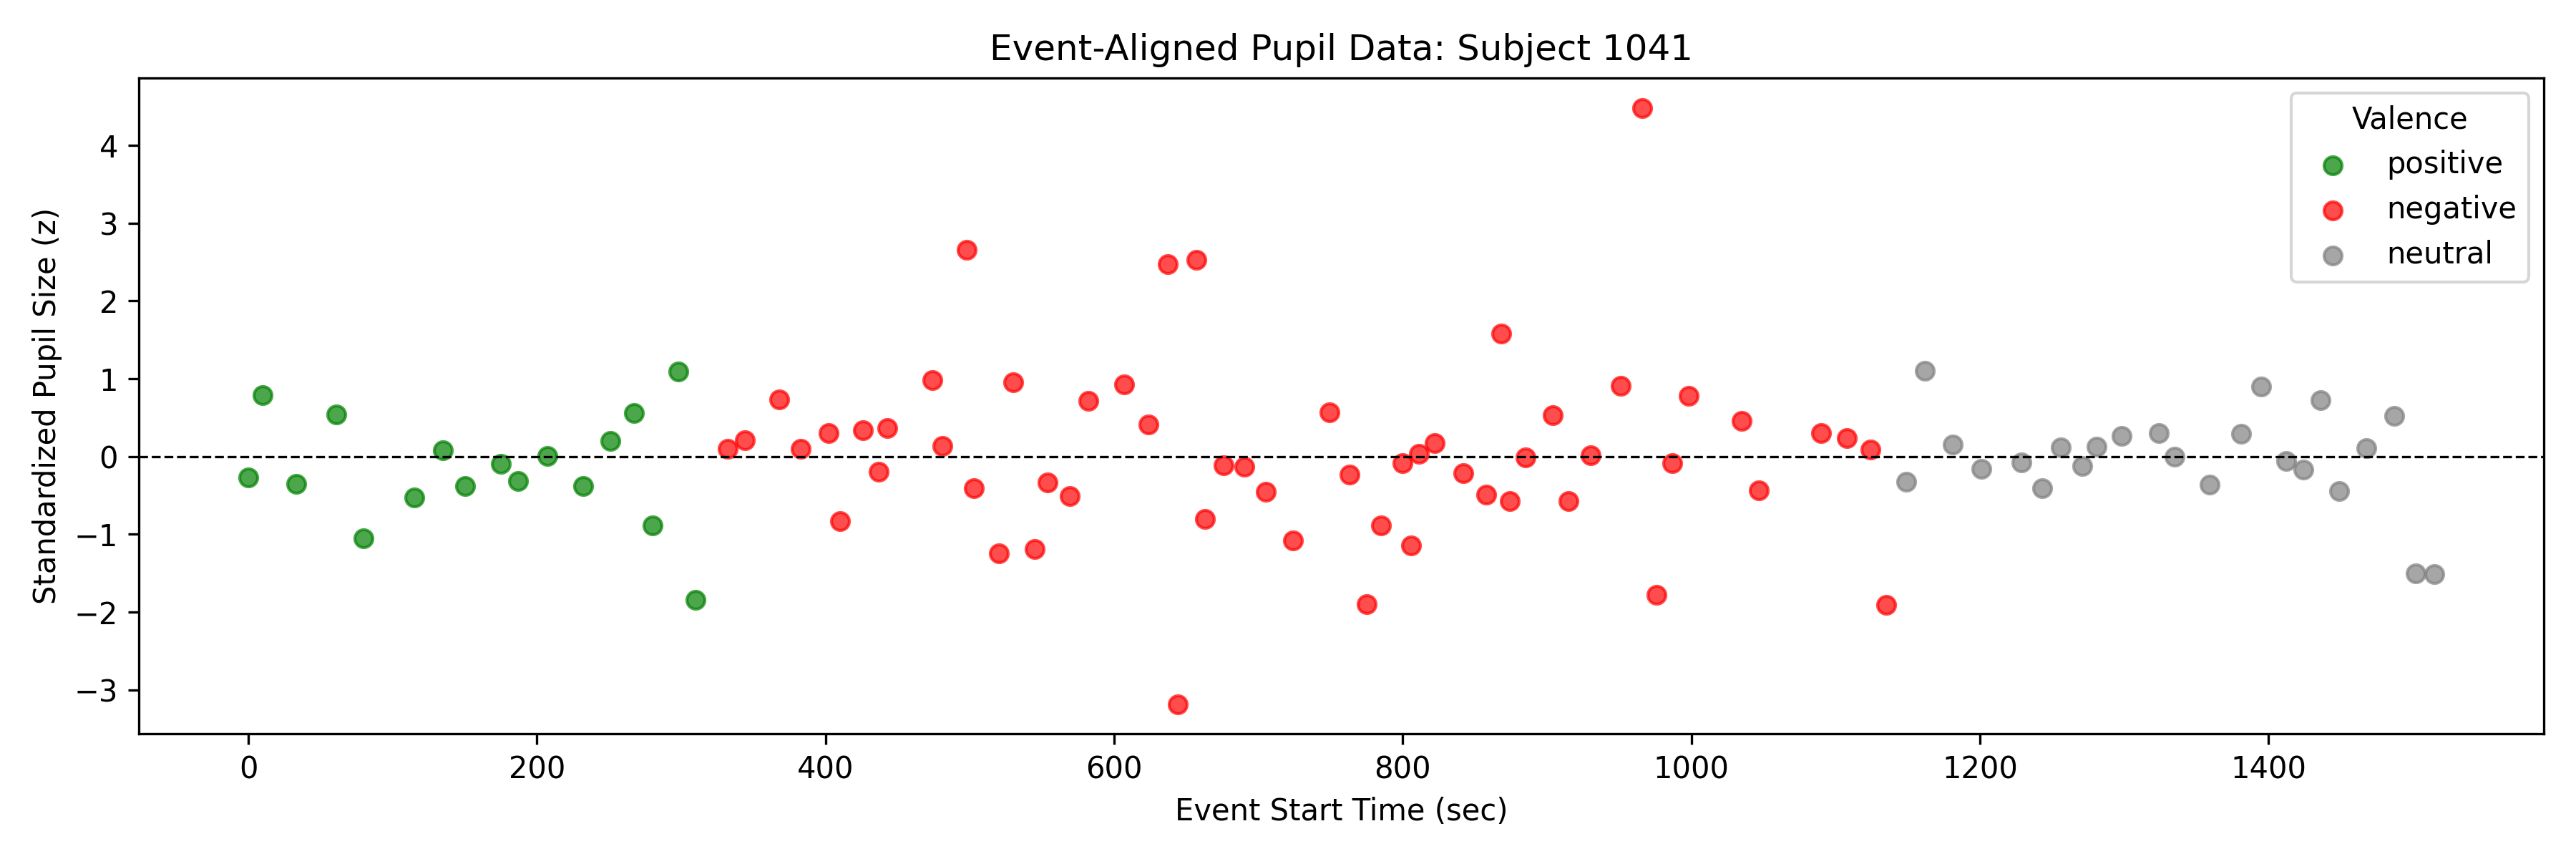 Event-Aligned Pupil Data: Subject 1041
Standardized Pupil Size (z)
4
3
2
1
0
−1
−2
−3
Valence
positive
negative
neutral
0 200 400 600 800 1000 1200 1400
Event Start Time (sec)